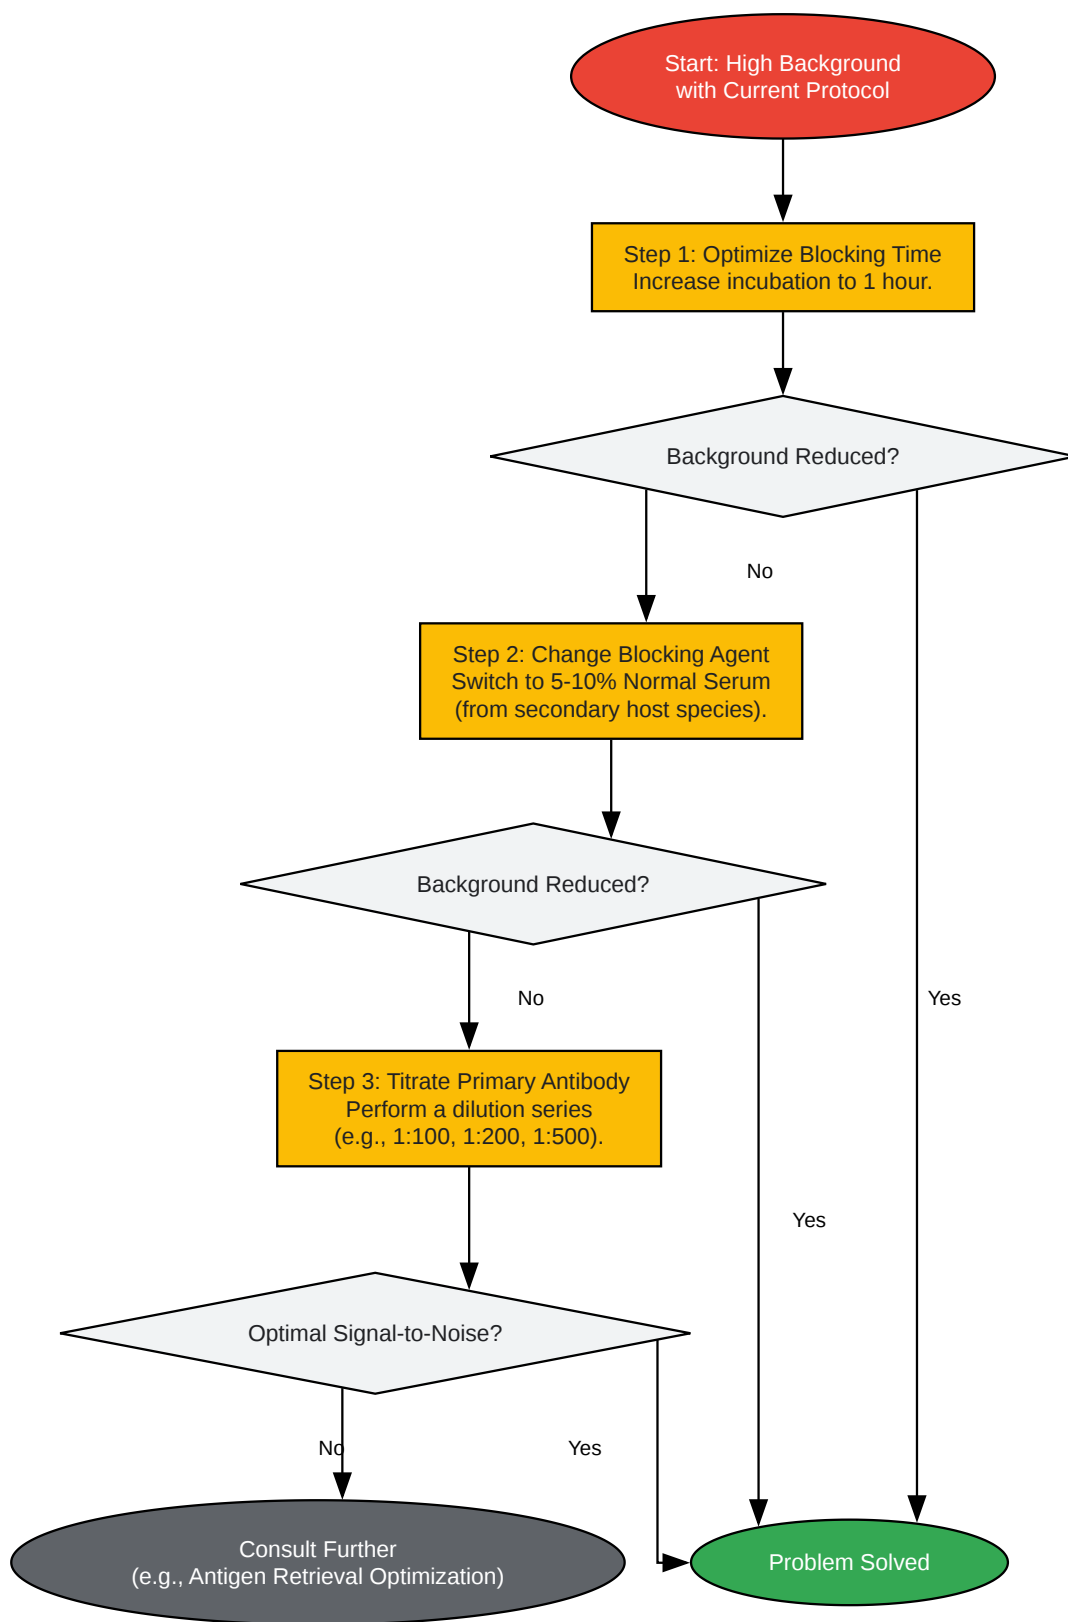 Start: High Background
with Current Protocol
Step 1: Optimize Blocking Time
Increase incubation to 1 hour.
Background Reduced?
No
Step 2: Change Blocking Agent
Switch to 5-10% Normal Serum
(from secondary host species).
Background Reduced?
No
Yes
Step 3: Titrate Primary Antibody
Perform a dilution series
(e.g., 1:100, 1:200, 1:500).
Yes
Optimal Signal-to-Noise?
No
Yes
Consult Further
(e.g., Antigen Retrieval Optimization)
Problem Solved